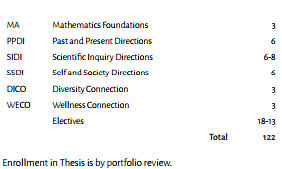 MA Mathematics Foundations 3
PPDI Past and Present Directions 6
SIDI Scientific Inquiry Directions 6-8
SSDI Self and Society Directions 6
DICO Diversity Connection 3
WECO Wellness Connection 3
Electives 18-13
Total 122
Enrollment in Thesis is by portfolio review.